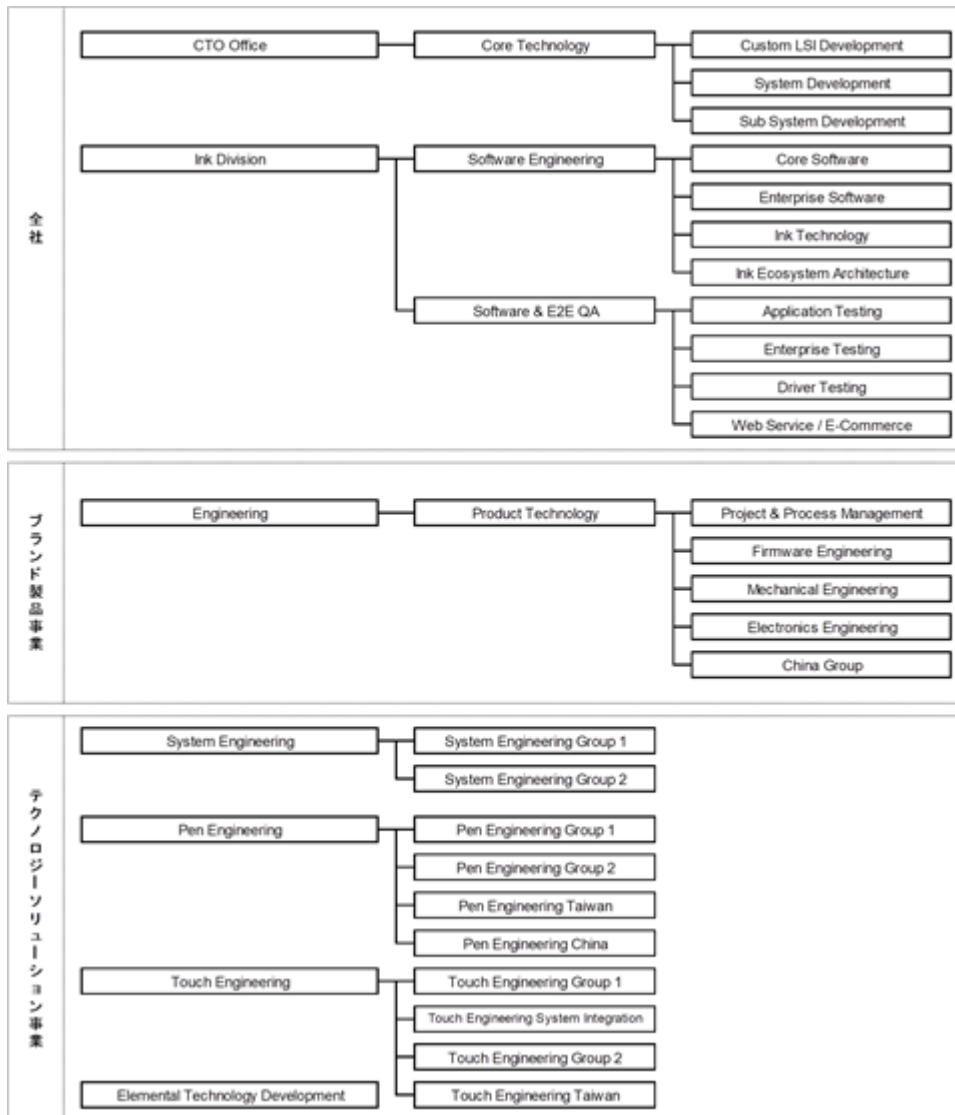 全社
CTO Office
Core Technology
Custom LSI Development
System Development
Sub System Development
Ink Division
Software Engineering
Core Software
Enterprise Software
Ink Technology
Ink Ecosystem Architecture
Software & E2E QA
Application Testing
Enterprise Testing
Driver Testing
Web Service / E-Commerce
ブランド製品事業
Engineering
Product Technology
Project & Process Management
Firmware Engineering
Mechanical Engineering
Electronics Engineering
China Group
テクノロジーソリューション事業
System Engineering
System Engineering Group 1
System Engineering Group 2
Pen Engineering
Pen Engineering Group 1
Pen Engineering Group 2
Pen Engineering Taiwan
Pen Engineering China
Touch Engineering
Touch Engineering Group 1
Touch Engineering System Integration
Touch Engineering Group 2
Elemental Technology Development
Touch Engineering Taiwan